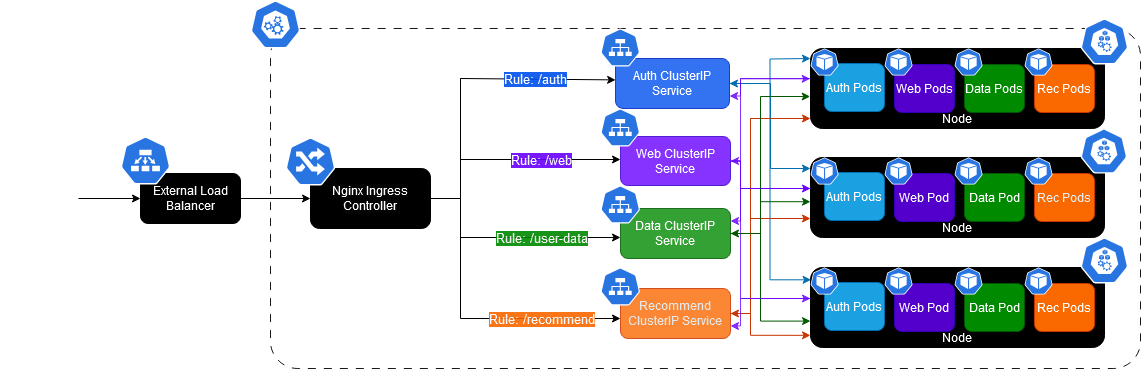 External Load
Balancer
Nginx Ingress
Controller
Rule: /auth
Rule: /web
Rule: /user-data
Rule: /recommend
Auth ClusterIP
Service
Web ClusterIP
Service
Data ClusterIP
Service
Recommend
ClusterIP Service
Auth Pods
Web Pods
Data Pods
Rec Pods
Node
Auth Pods
Web Pod
Data Pod
Rec Pods
Node
Auth Pods
Web Pod
Data Pod
Rec Pods
Node